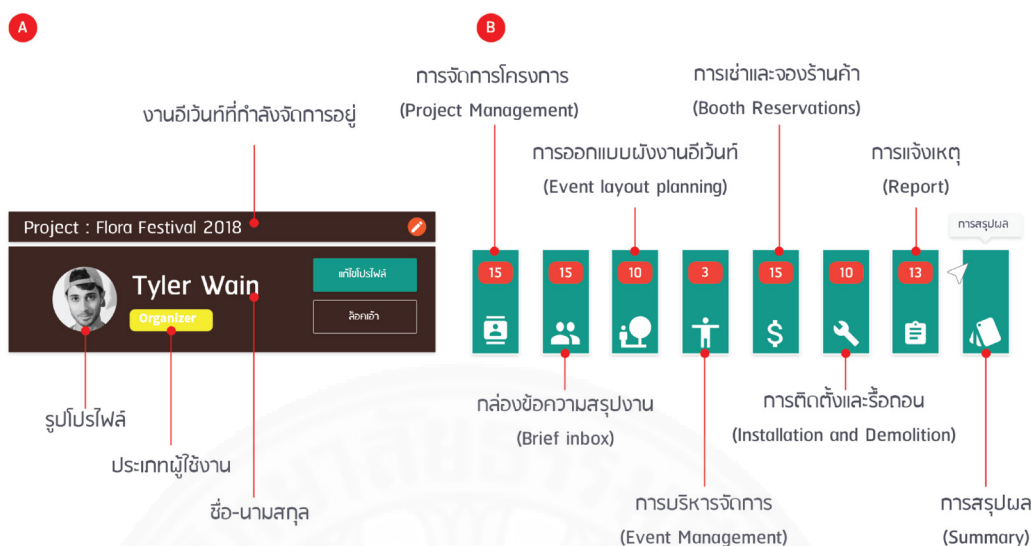 A
B
งานอีเว้นท์ที่กำลังจัดการอยู่
Project : Flora Festival 2018
Tyler Wain
Organizer
แก้ไขโปรไฟล์
ล็อคเอ้า
รูปโปรไฟล์
ประเภทผู้ใช้งาน
ชื่อ-นามสกุล
การจัดการโครงการ
(Project Management)
การเช่าและจองร้านค้า
(Booth Reservations)
การออกแบบผังงานอีเว้นท์
(Event layout planning)
การแจ้งเหตุ
(Report)
การสรุปผล
15
15
10
3
15
10
13
$
กล่องข้อความสรุปงาน
(Brief inbox)
การติดตั้งและรื้อถอน
(Installation and Demolition)
การบริหารจัดการ
(Event Management)
การสรุปผล
(Summary)